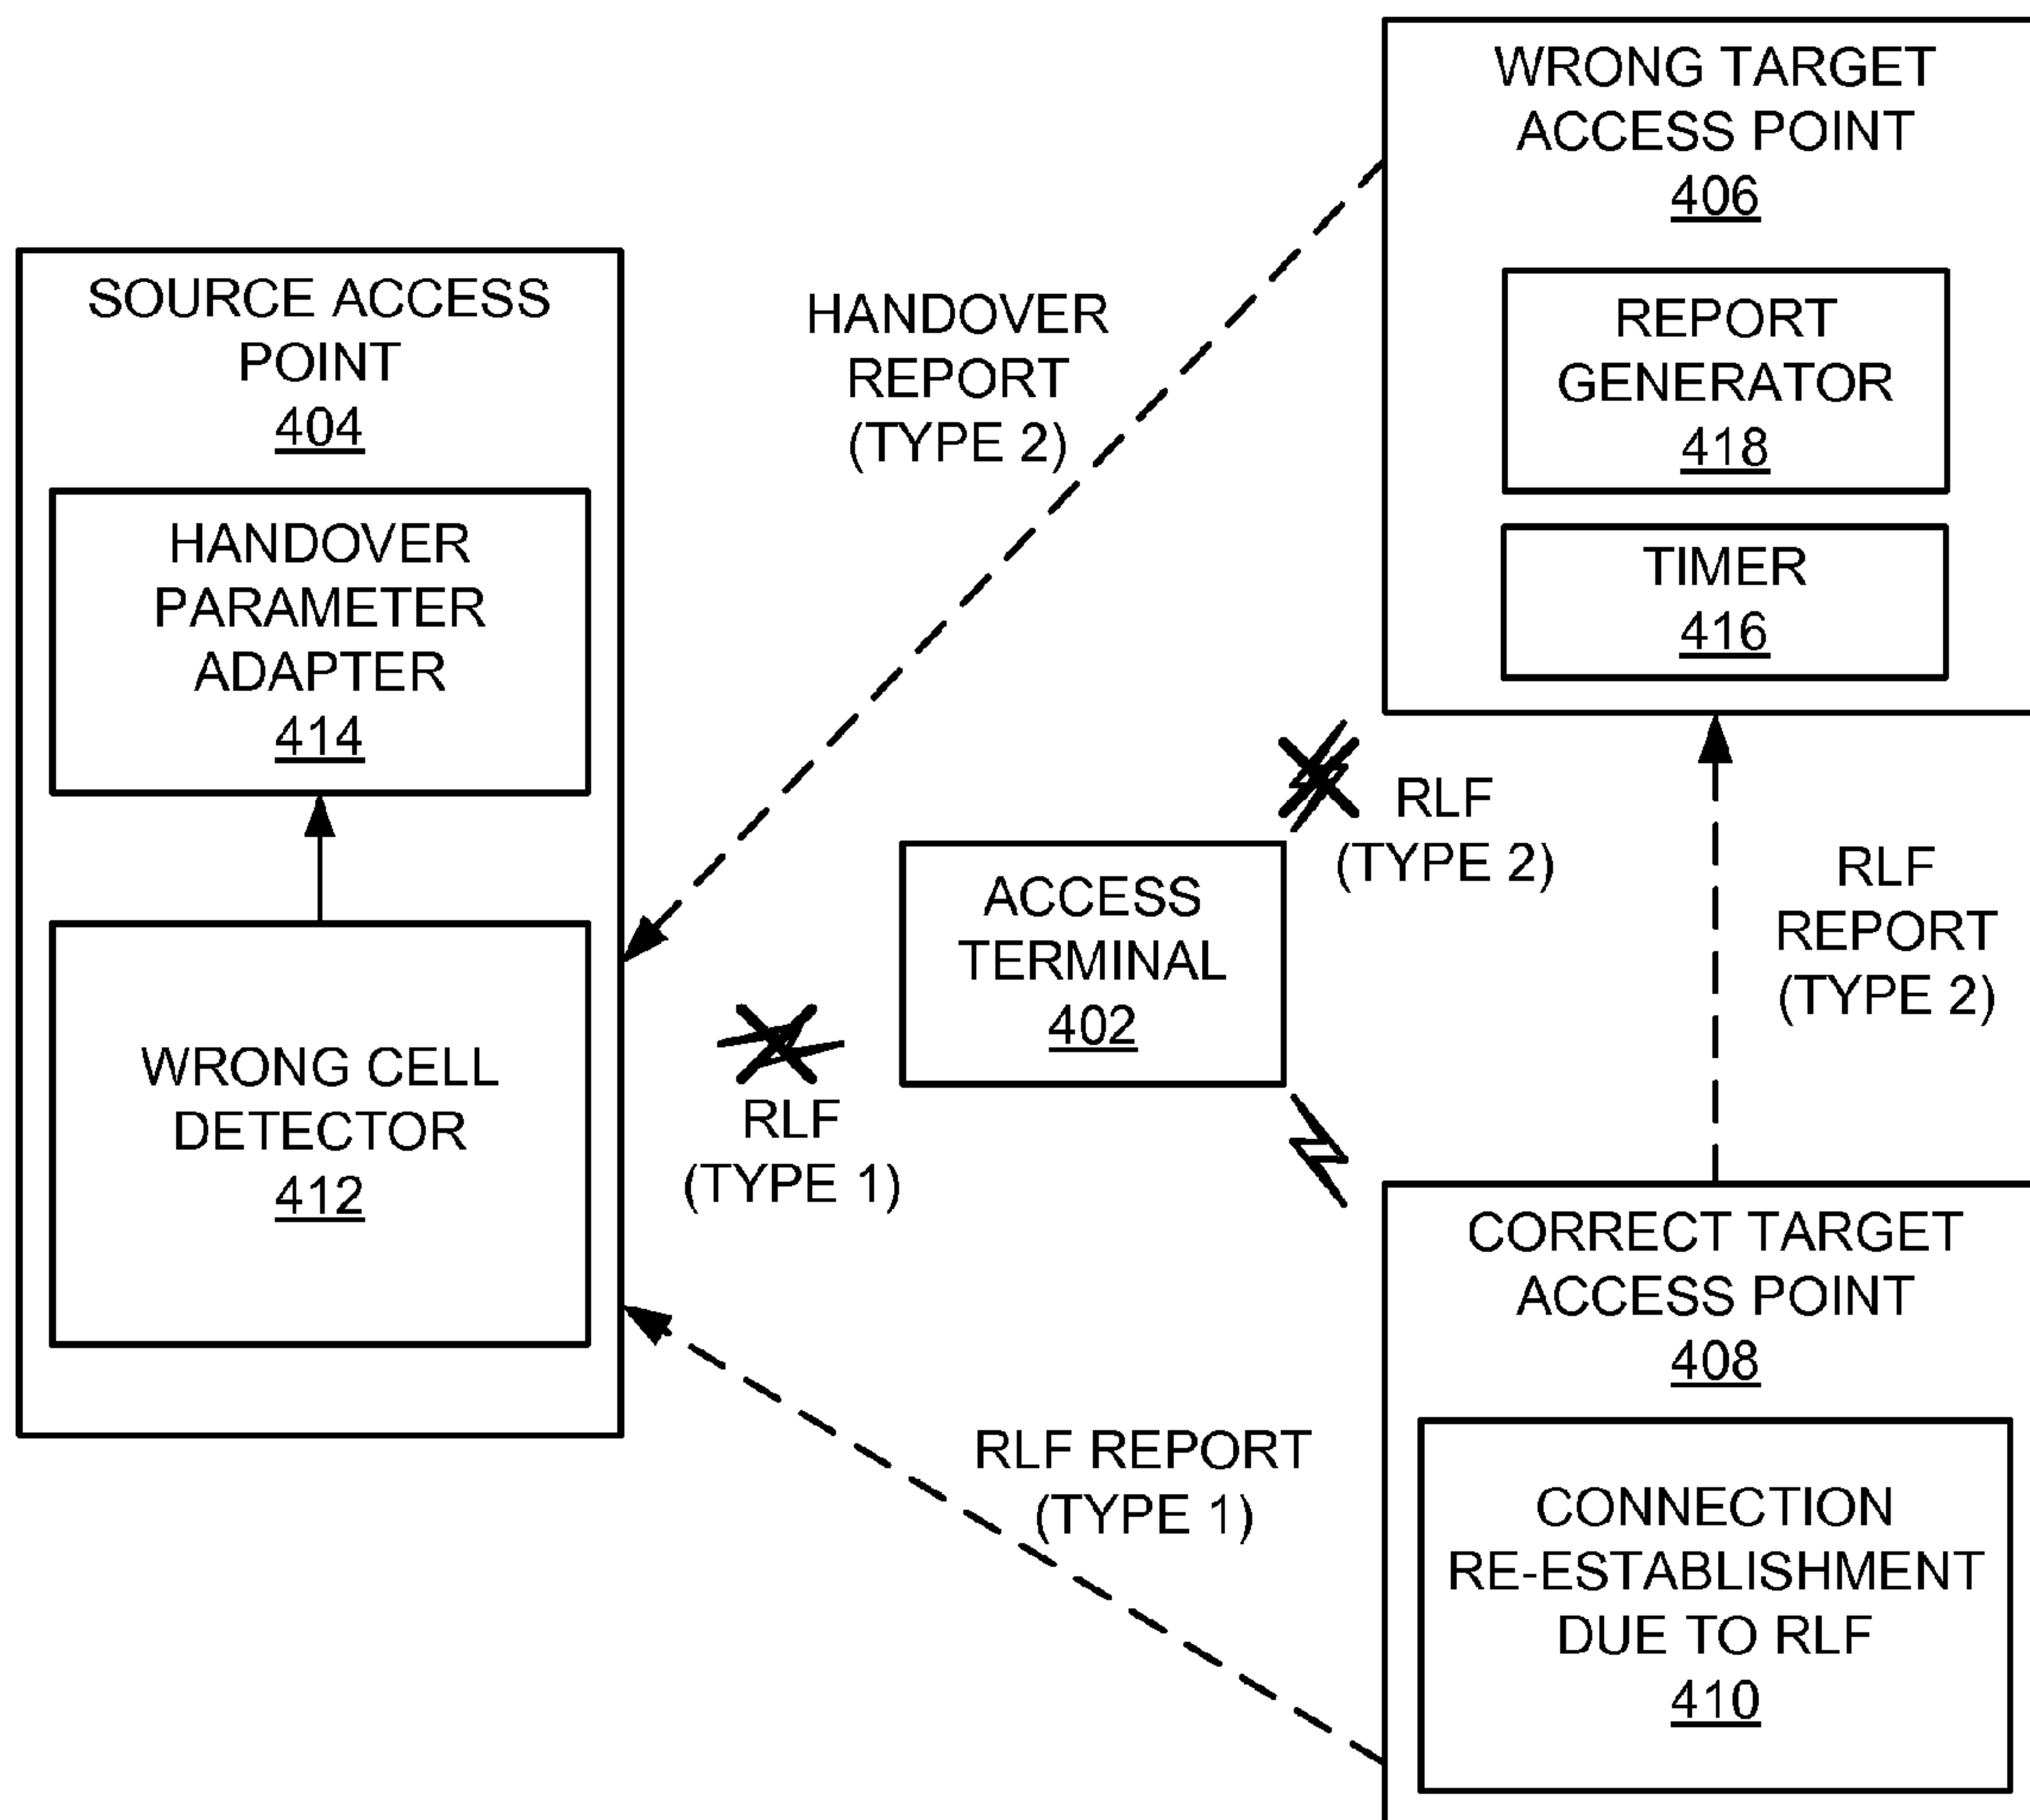 WRONG TARGET
ACCESS POINT
406
REPORT
GENERATOR
418
TIMER
416
SOURCE ACCESS
POINT
404
HANDOVER
PARAMETER
ADAPTER
414
WRONG CELL
DETECTOR
412
HANDOVER
REPORT
(TYPE 2)
RLF
(TYPE 2)
ACCESS
TERMINAL
402
RLF
REPORT
(TYPE 2)
RLF
(TYPE 1)
CORRECT TARGET
ACCESS POINT
408
CONNECTION
RE-ESTABLISHMENT
DUE TO RLF
410
RLF REPORT
(TYPE 1)